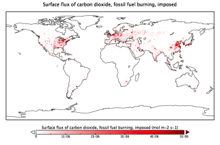 Surface flux of carbon dioxide, fossil fuel burning, imposed
Surface flux of carbon dioxide, fossil fuel burning, imposed (mol m-2 s-1)